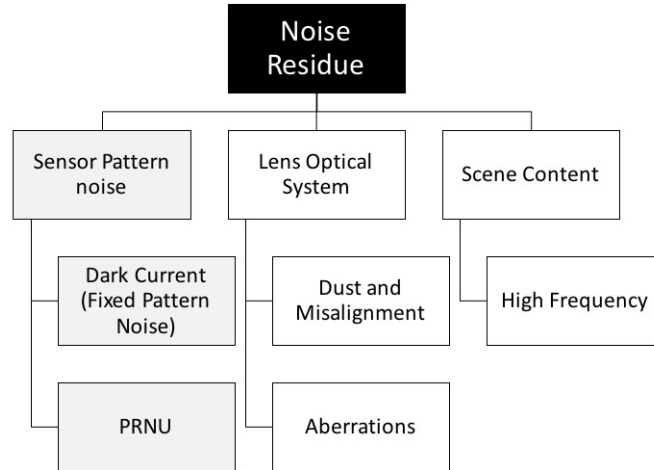 Noise
Residue
Sensor Pattern
noise
Lens Optical
System
Scene Content
Dark Current
(Fixed Pattern
Noise)
Dust and
Misalignment
High Frequency
PRNU
Aberrations